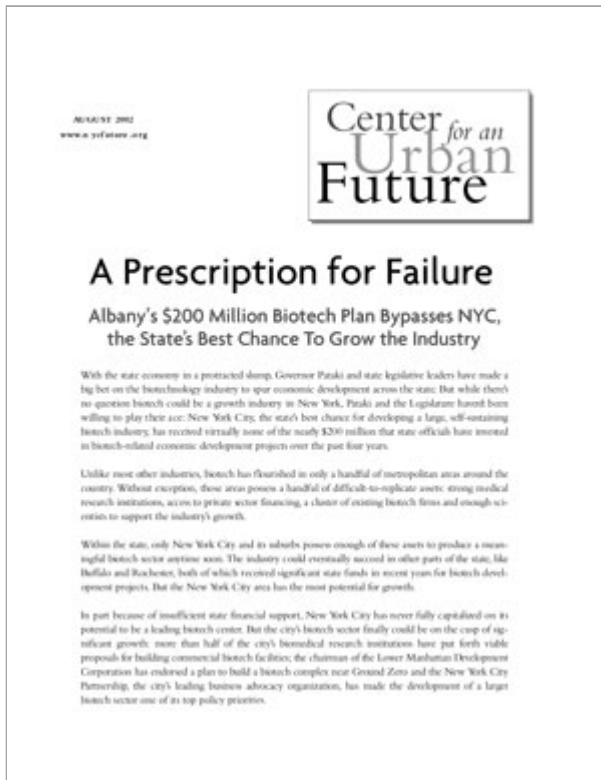 AUGUST 2002
www.nycfuture.org
Center for an
Urban
Future
A Prescription for Failure
Albany's $200 Million Biotech Plan Bypasses NYC,
the State's Best Chance To Grow the Industry
With the state economy in a protracted slump, Governor Pataki and state legislative leaders have made a
big bet on the biotechnology industry to spur economic development across the state. But while there's
no question biotech could be a growth industry in New York, Pataki and the Legislature haven't been
willing to play their ace: New York City, the state's best chance for developing a large, self-sustaining
biotech industry, has received virtually none of the nearly $200 million that state officials have invested
in biotech-related economic development projects over the past four years.
Unlike most other industries, biotech has flourished in only a handful of metropolitan areas around the
country. Without exception, those areas possess a handful of difficult-to-replicate assets: strong medical
research institutions, access to private sector financing, a cluster of existing biotech firms and enough sci-
entists to support the industry's growth.
Within the state, only New York City and its suburbs possess enough of these assets to produce a mean-
ingful biotech sector anytime soon. The industry could eventually succeed in other parts of the state, like
Buffalo and Rochester, both of which received significant state funds in recent years for biotech devel-
opment projects. But the New York City area has the most potential for growth.
In part because of insufficient state financial support, New York City has never fully capitalized on its
potential to be a leading biotech center. But the city's biotech sector finally could be on the cusp of sig-
nificant growth: more than half of the city's biomedical research institutions have put forth viable
proposals for building commercial biotech facilities; the chairman of the Lower Manhattan Development
Corporation has endorsed a plan to build a biotech complex near Ground Zero and the New York City
Partnership, the city's leading business advocacy organization, has made the development of a larger
biotech sector one of its top policy priorities.